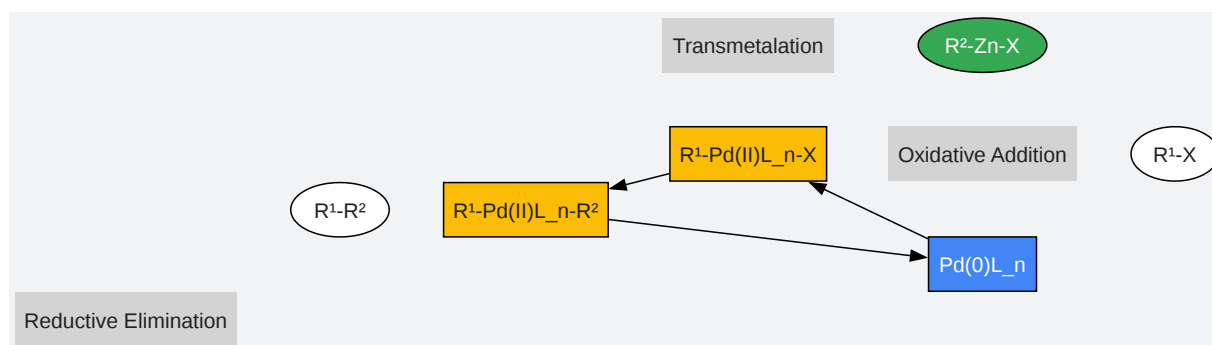 Transmetalation
R²-Zn-X
R¹-Pd(II)L_n-X
Oxidative Addition
R¹-X
R¹-R²
R¹-Pd(II)L_n-R²
Pd(0)L_n
Reductive Elimination